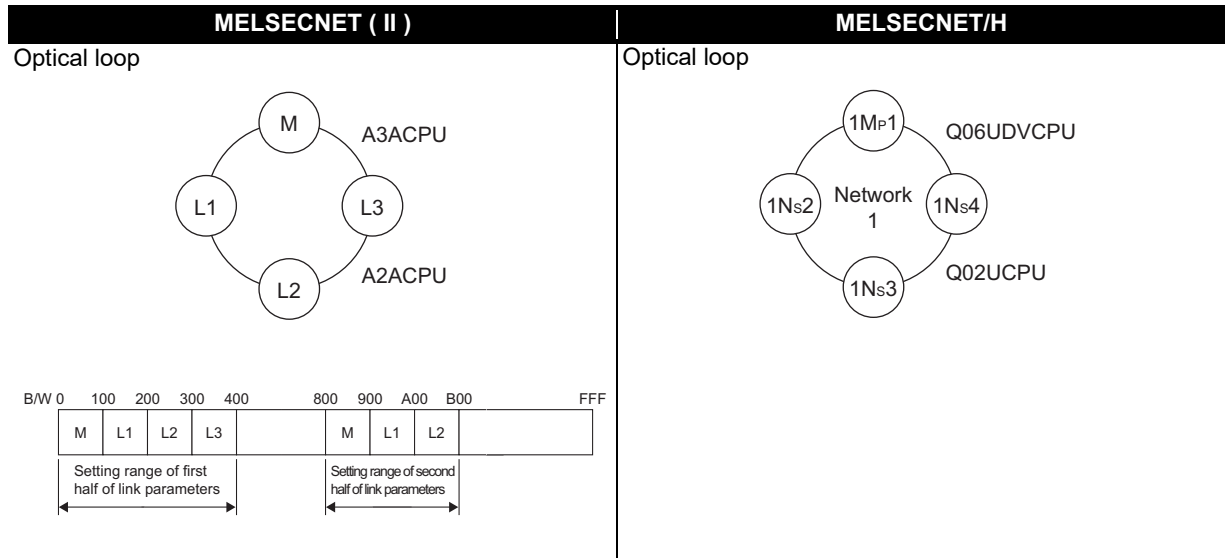 MELSECNET ( II )
MELSECNET/H
Optical loop
M
A3ACPU
L1
L3
A2ACPU
L2
Optical loop
1MP1
Q06UDVCPU
1NS2
Network
1
1NS4
Q02UCPU
1NS3
B/W 0 100 200 300 400 800 900 A00 B00 FFF
M L1 L2 L3 M L1 L2
Setting range of first
half of link parameters
Setting range of second
half of link parameters